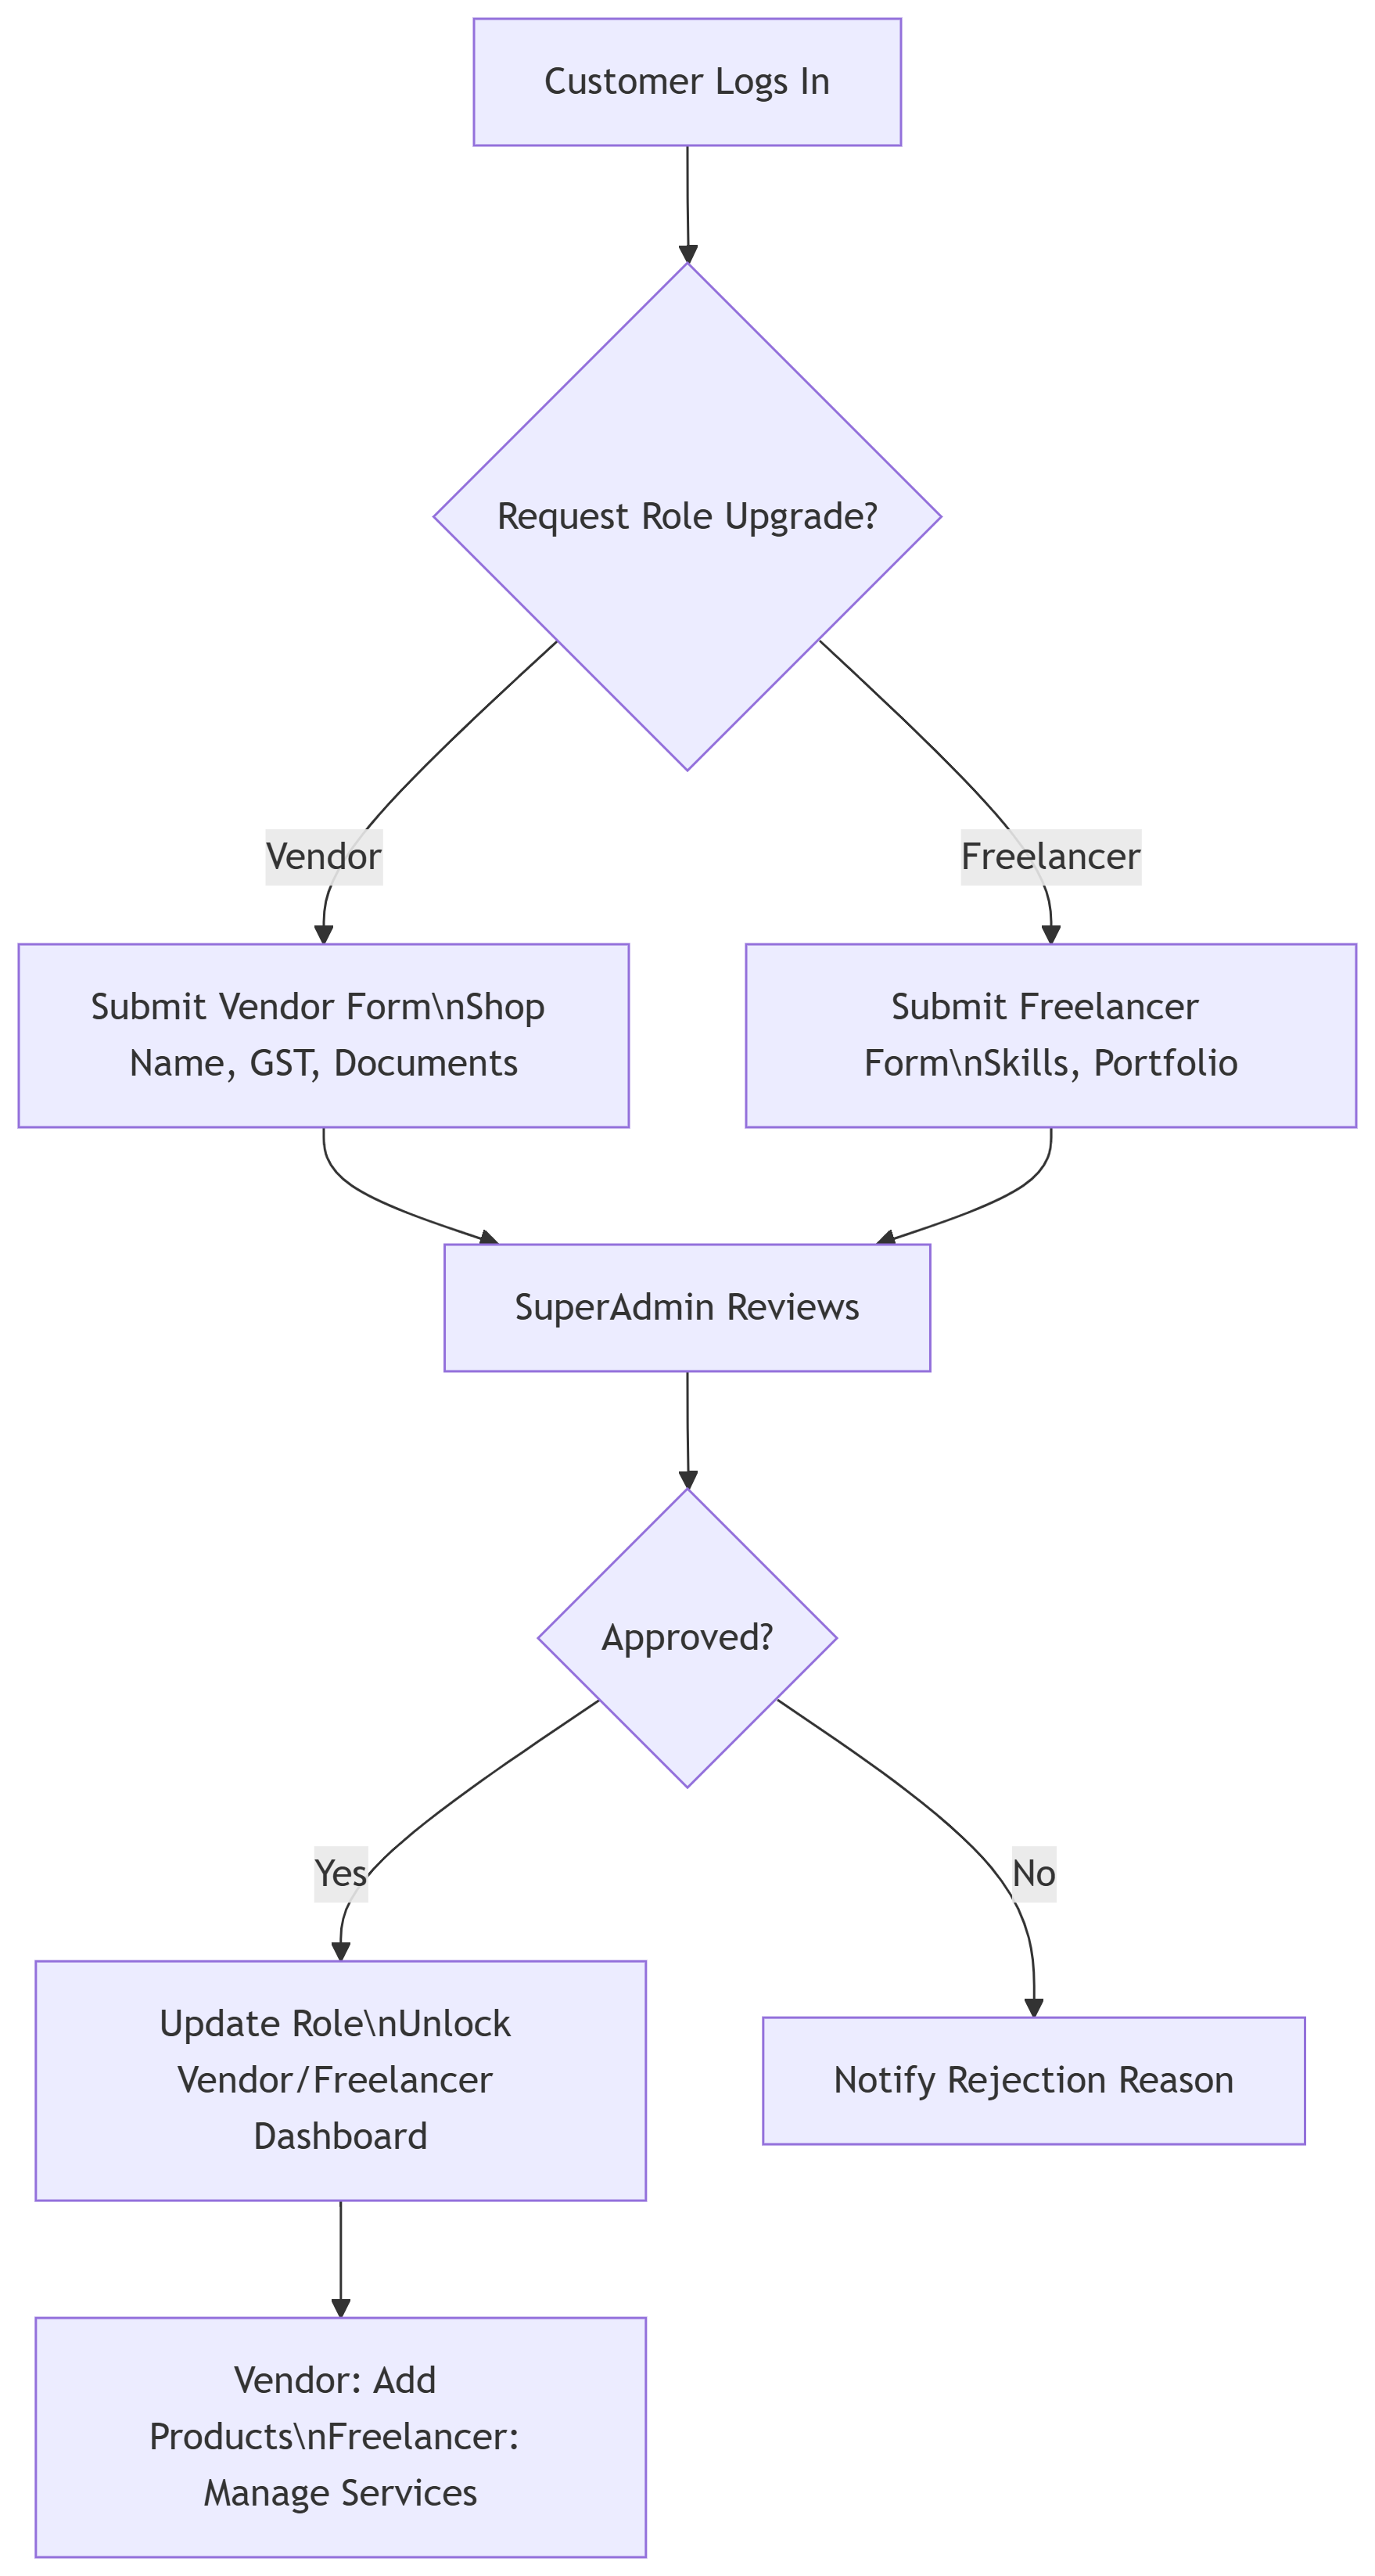 Customer Logs In
Request Role Upgrade?
Vendor
Freelancer
Submit Vendor Form\nShop
Name, GST, Documents
Submit Freelancer
Form\nSkills, Portfolio
SuperAdmin Reviews
Approved?
Yes
No
Update Role\nUnlock
Vendor/Freelancer
Dashboard
Notify Rejection Reason
Vendor: Add
Products\nFreelancer:
Manage Services